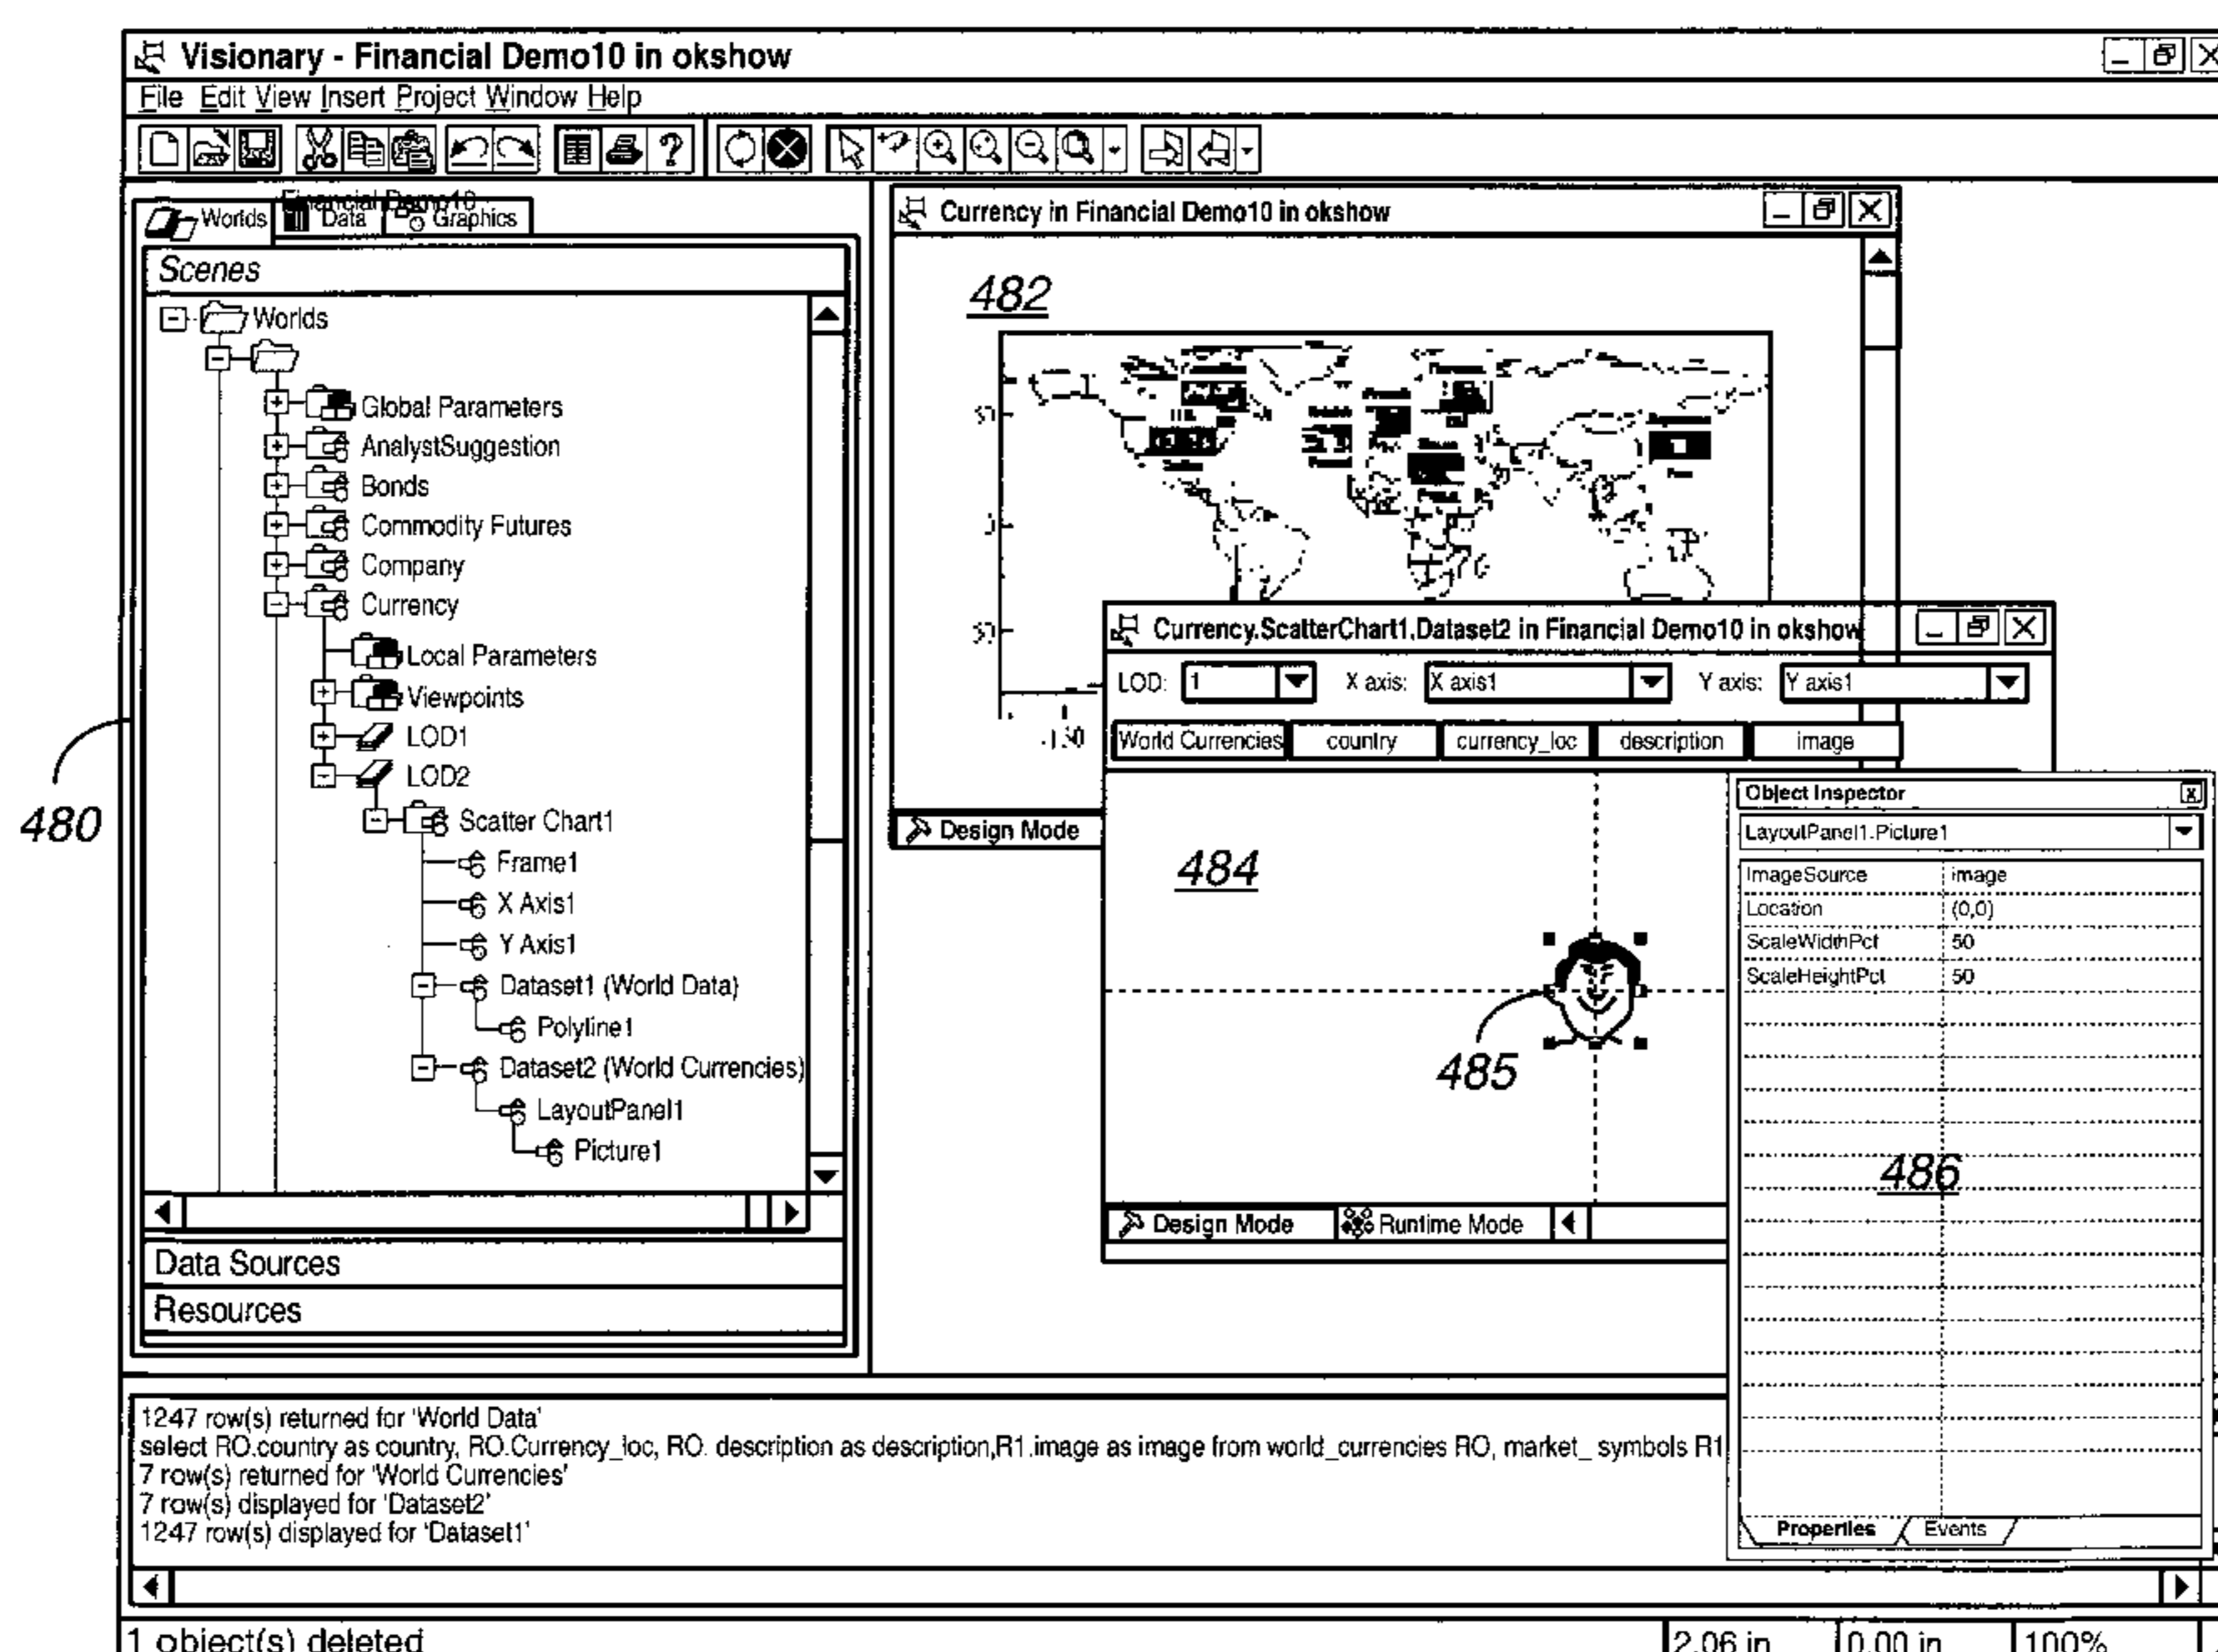 Visionary - Financial Demo10 in okshow
File Edit View Insert Project Window Help
Financial Demo10
Worlds Data Graphics
Scenes
Worlds
Global Parameters
AnalystSuggestion
Bonds
Commodity Futures
Company
Currency
Local Parameters
Viewpoints
LOD1
LOD2
Scatter Chart1
Frame1
X Axis1
Y Axis1
Dataset1 (World Data)
Polyline1
Dataset2 (World Currencies)
LayoutPanel1
Picture1
Data Sources
Resources
480
Currency in Financial Demo10 in okshow
482
Design Mode
Currency.ScatterChart1.Dataset2 in Financial Demo10 in okshow
LOD: 1 X axis: X axis1 Y axis: Y axis1
World Currencies country currency_loc description image
484
485
Design Mode Runtime Mode
Object Inspector
LayoutPanel1.Picture1
ImageSource image
Location (0,0)
ScaleWidthPct 50
ScaleHeightPct 50
486
Properties Events
1247 row(s) returned for 'World Data'
select RO.country as country, RO.Currency_loc, RO. description as description,R1.image as image from world_currencies RO, market_ symbols R1
7 row(s) returned for 'World Currencies'
7 row(s) displayed for 'Dataset2'
1247 row(s) displayed for 'Dataset1'
1 object(s) deleted 2.06 in 0.00 in 100%